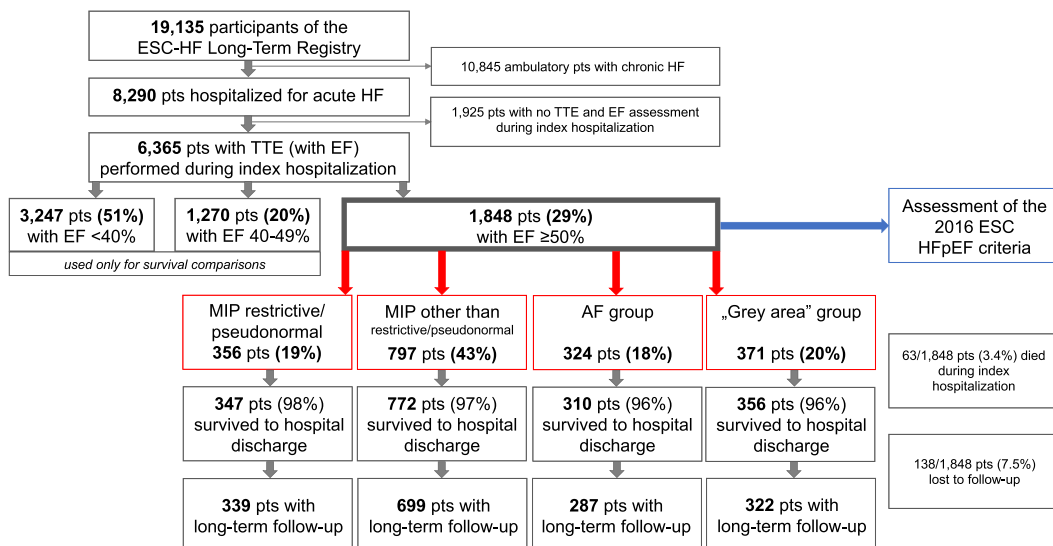 19,135 participants of the
ESC-HF Long-Term Registry
10,845 ambulatory pts with chronic HF
8,290 pts hospitalized for acute HF
1,925 pts with no TTE and EF assessment
during index hospitalization
6,365 pts with TTE (with EF)
performed during index hospitalization
3,247 pts (51%)
with EF <40%
1,270 pts (20%)
with EF 40-49%
used only for survival comparisons
1,848 pts (29%)
with EF ≥50%
Assessment of the
2016 ESC
HFpEF criteria
MIP restrictive/
pseudonormal
356 pts (19%)
MIP other than
restrictive/pseudonormal)
797 pts (43%)
AF group
324 pts (18%)
„Grey area” group
371 pts (20%)
63/1,848 pts (3.4%) died
during index
hospitalization
347 pts (98%)
survived to hospital
discharge
772 pts (97%)
survived to hospital
discharge
310 pts (96%)
survived to hospital
discharge
356 pts (96%)
survived to hospital
discharge
138/1,848 pts (7.5%)
lost to follow-up
339 pts with
long-term follow-up
699 pts with
long-term follow-up
287 pts with
long-term follow-up
322 pts with
long-term follow-up